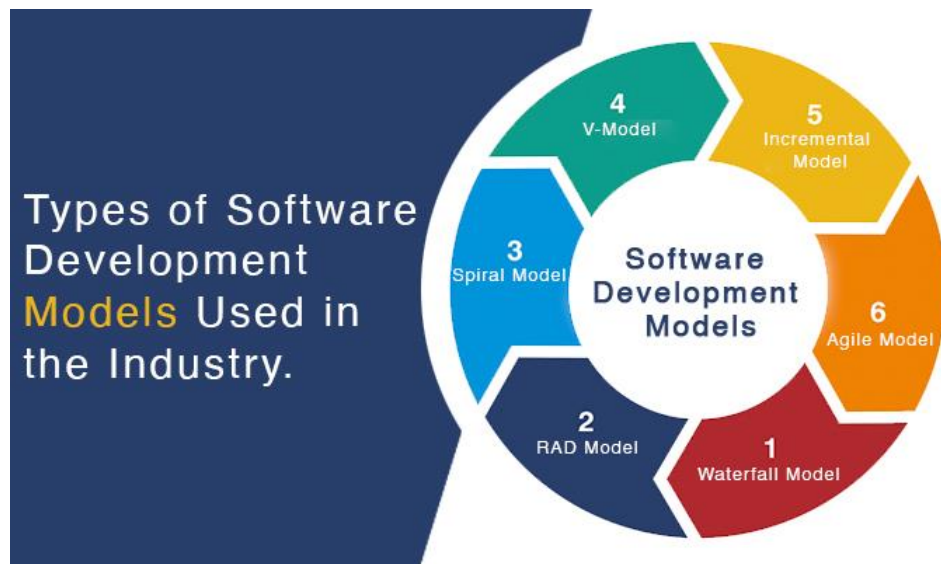 Types of Software
Development
Models Used in
the Industry.
Software
Development
Models
1
Waterfall Model
2
RAD Model
3
Spiral Model
4
V-Model
5
Incremental
Model
6
Agile Model